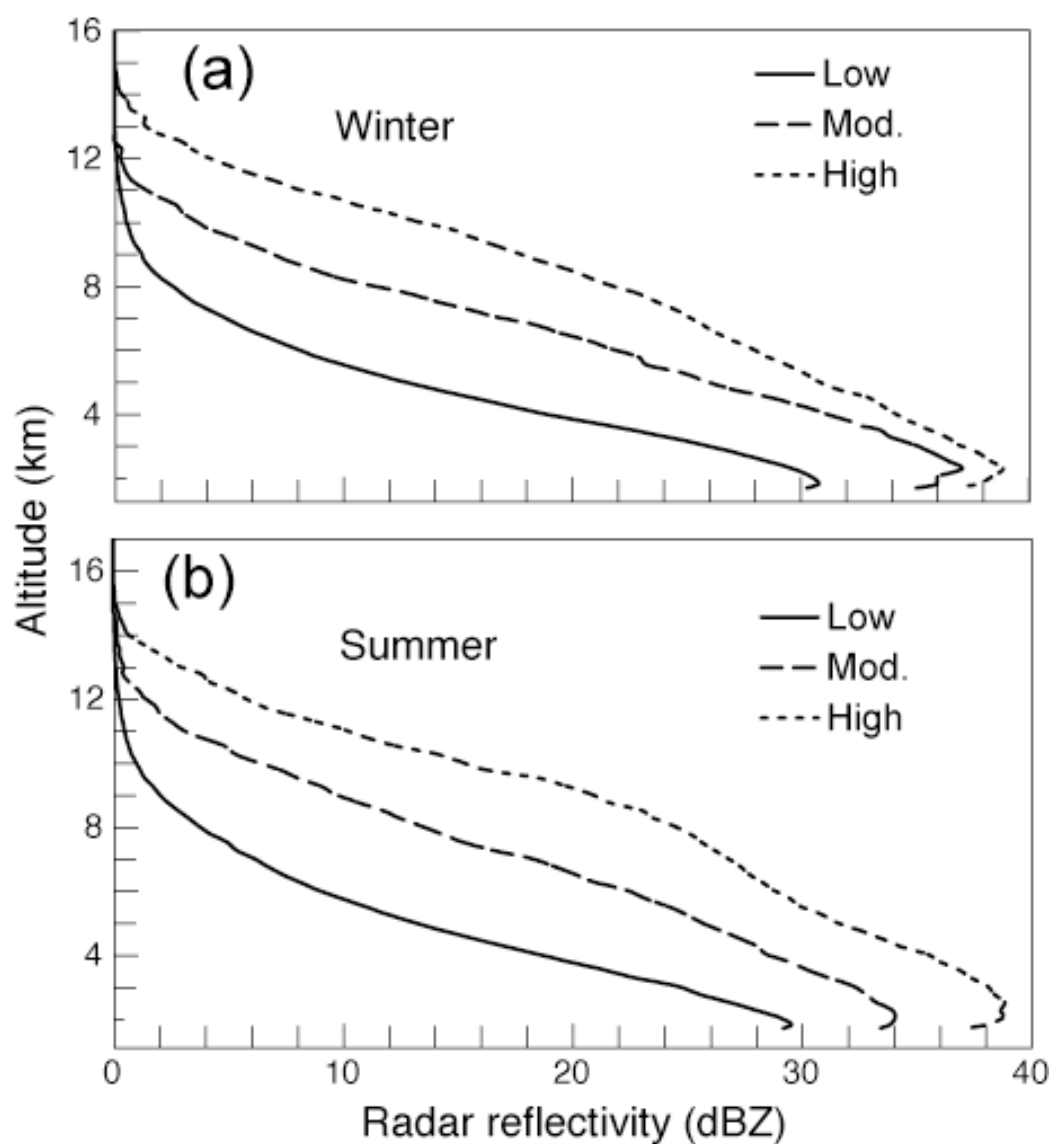 16
(a)
Low
Winter
Mod.
12
High
8
4
Altitude (km)
16
(b)
Low
Summer
Mod.
12
High
8
4
0 10 20 30 40
Radar reflectivity (dBZ)